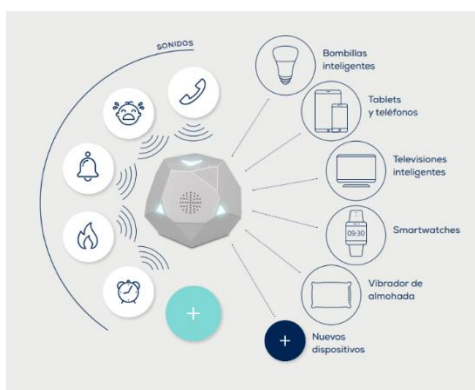 SONIDOS
Bombillas
inteligentes
Tablets
y teléfonos
Televisiones
inteligentes
09:30
Smartwatches
Vibrador de
almohada
+
+
Nuevos
dispositivos